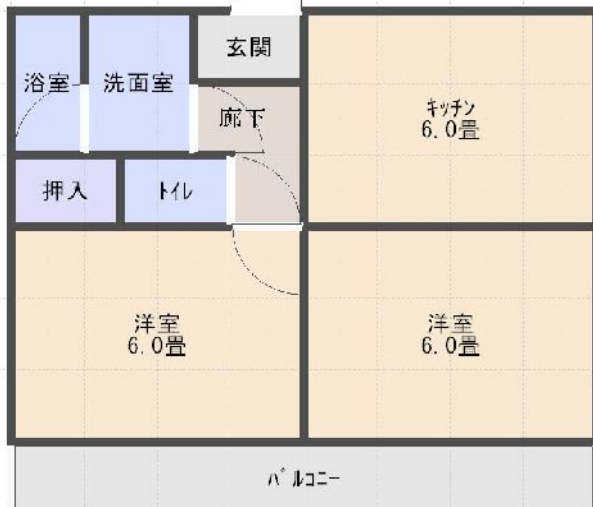 玄関
浴室
洗面室
廊下
ｷｯﾁﾝ
6.0畳
押入
ﾄｲﾚ
洋室
6.0畳
洋室
6.0畳
ﾊﾞﾙｺﾆｰ